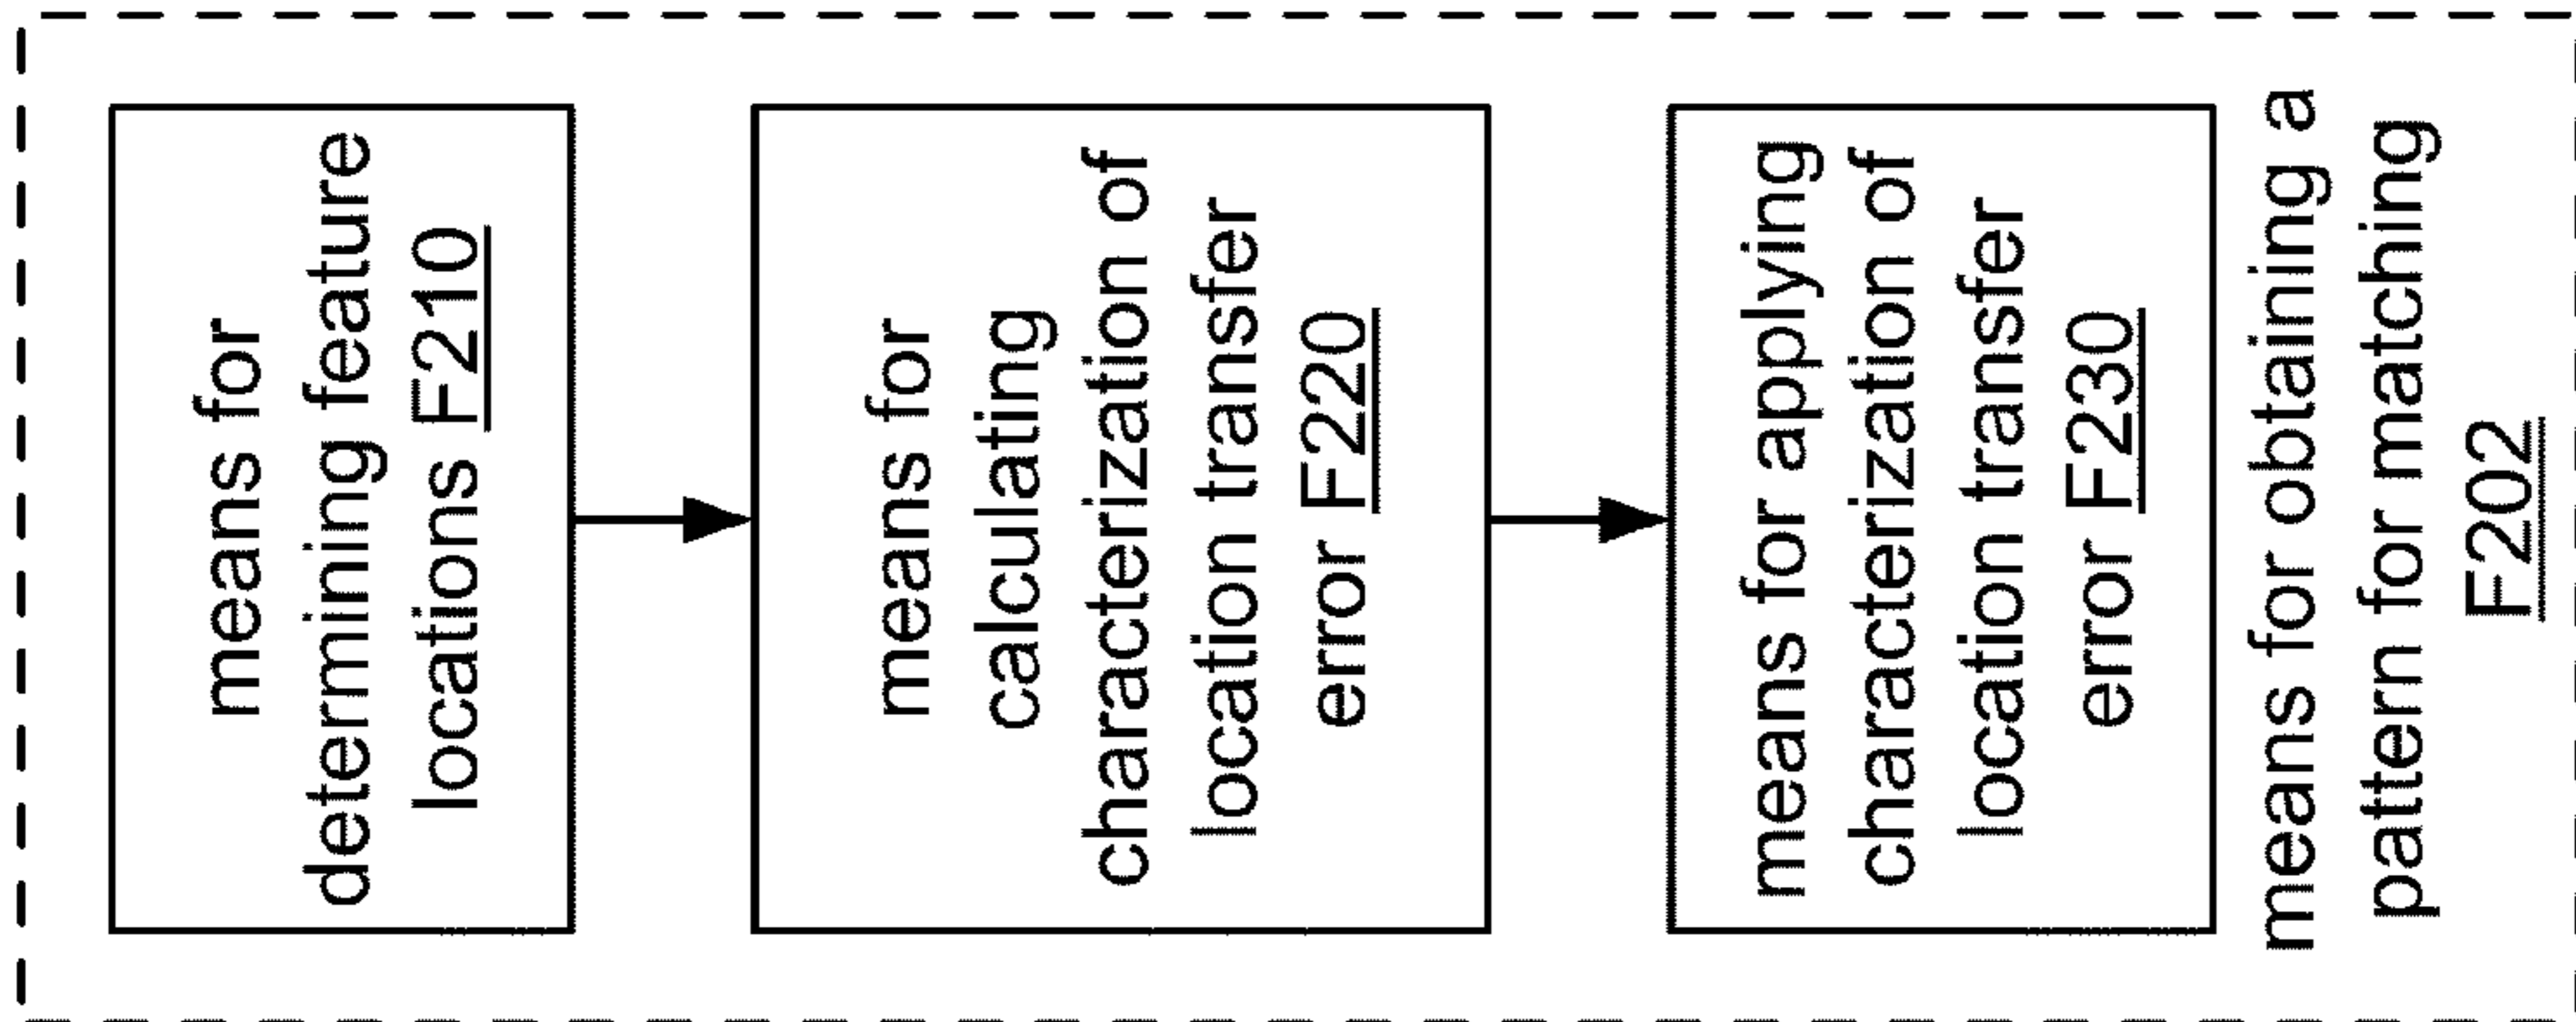 means for
determining feature
locations F210
means for
calculating
characterization of
location transfer
error F220
means for applying
characterization of
location transfer
error F230
means for obtaining a
pattern for matching
F202